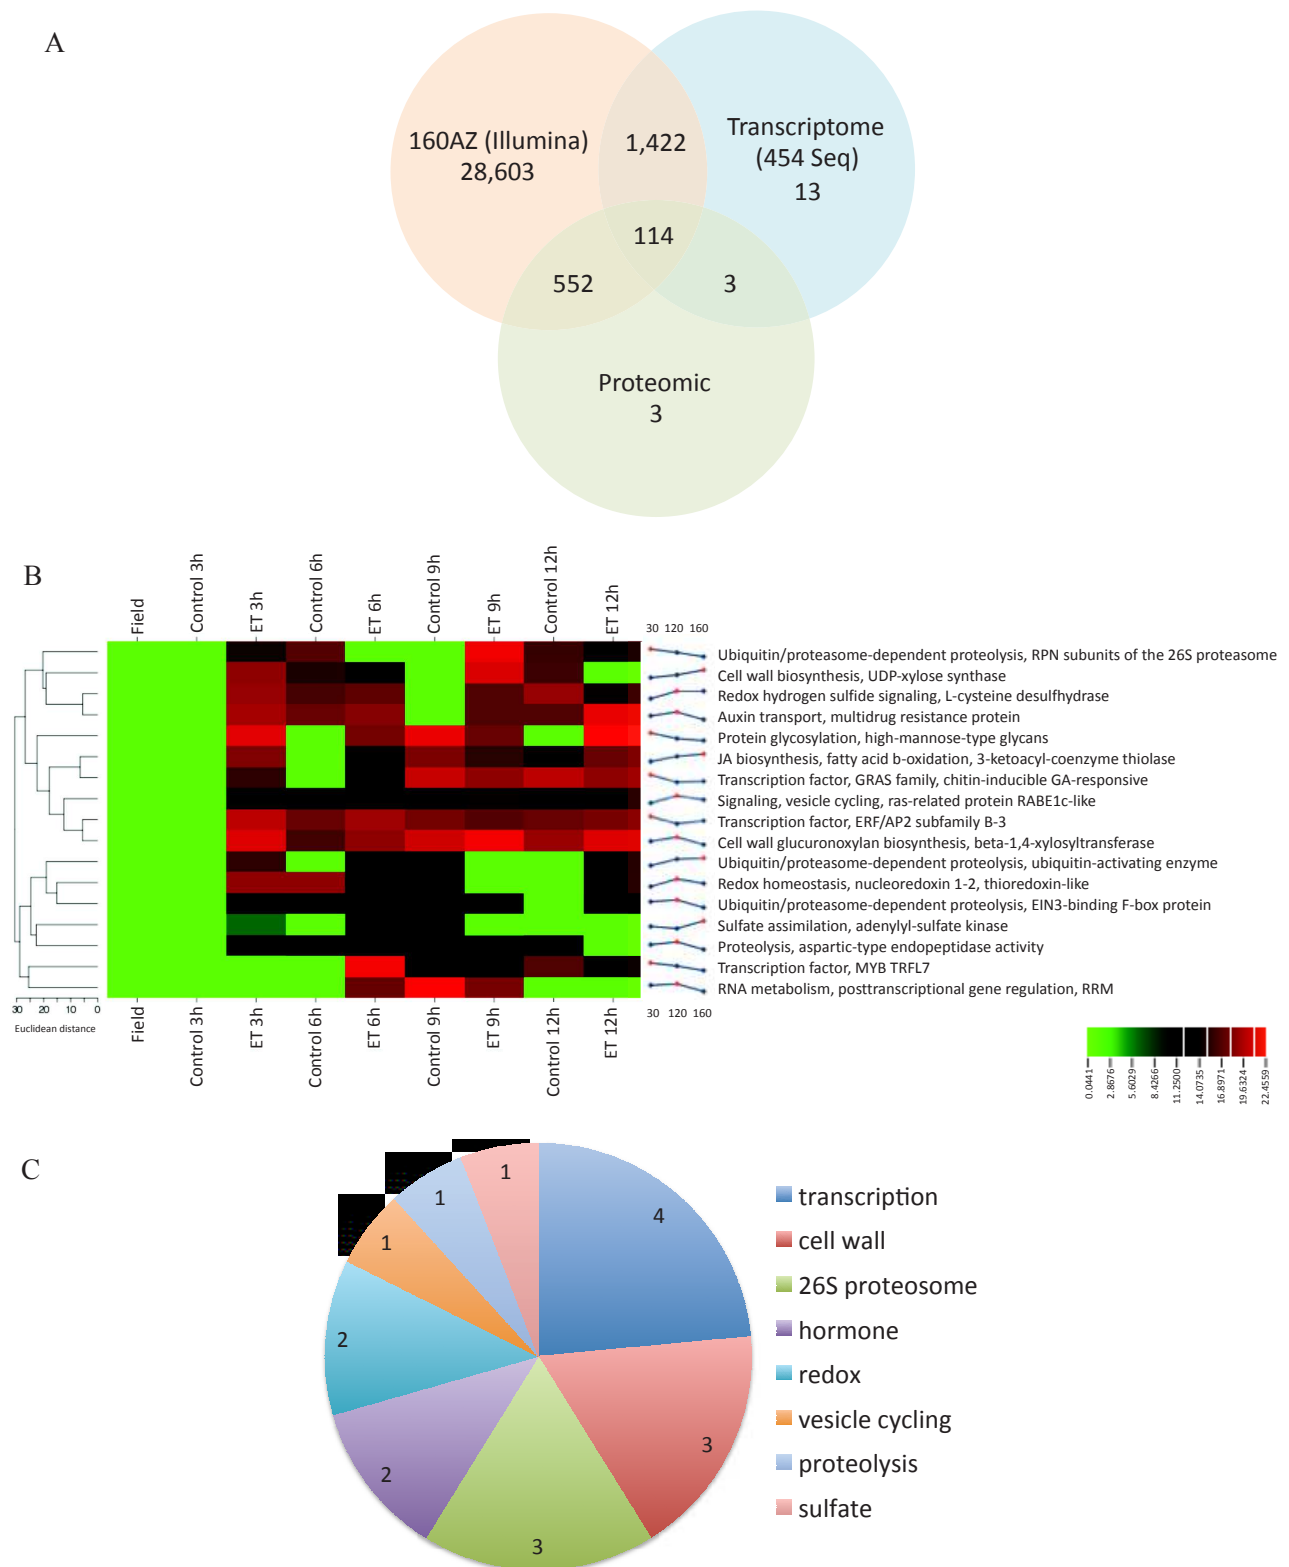 A
160AZ (Illumina)
28,603
1,422
Transcriptome
(454 Seq)
13
114
552
3
Proteomic
3
B
Field
Control 3h
ET 3h
Control 6h
ET 6h
Control 9h
ET 9h
Control 12h
ET 12h
30 120 160
Ubiquitin/proteasome-dependent proteolysis, RPN subunits of the 26S proteasome
Cell wall biosynthesis, UDP-xylose synthase
Redox hydrogen sulfide signaling, L-cysteine desulfhydrase
Auxin transport, multidrug resistance protein
Protein glycosylation, high-mannose-type glycans
JA biosynthesis, fatty acid b-oxidation, 3-ketoacyl-coenzyme thiolase
Transcription factor, GRAS family, chitin-inducible GA-responsive
Signaling, vesicle cycling, ras-related protein RABE1c-like
Transcription factor, ERF/AP2 subfamily B-3
Cell wall glucuronoxylan biosynthesis, beta-1,4-xylosyltransferase
Ubiquitin/proteasome-dependent proteolysis, ubiquitin-activating enzyme
Redox homeostasis, nucleoredoxin 1-2, thioredoxin-like
Ubiquitin/proteasome-dependent proteolysis, EIN3-binding F-box protein
Sulfate assimilation, adenylyl-sulfate kinase
Proteolysis, aspartic-type endopeptidase activity
Transcription factor, MYB TRFL7
RNA metabolism, posttranscriptional gene regulation, RRM
30 20 10 0
Euclidean distance
Field
Control 3h
ET 3h
Control 6h
ET 6h
Control 9h
ET 9h
Control 12h
ET 12h
30 120 160
0.0441
2.8676
5.6029
8.4266
11.2500
14.0735
16.8971
19.6324
22.4559
C
1
1
1
2
2
3
3
4
transcription
cell wall
26S proteosome
hormone
redox
vesicle cycling
proteolysis
sulfate